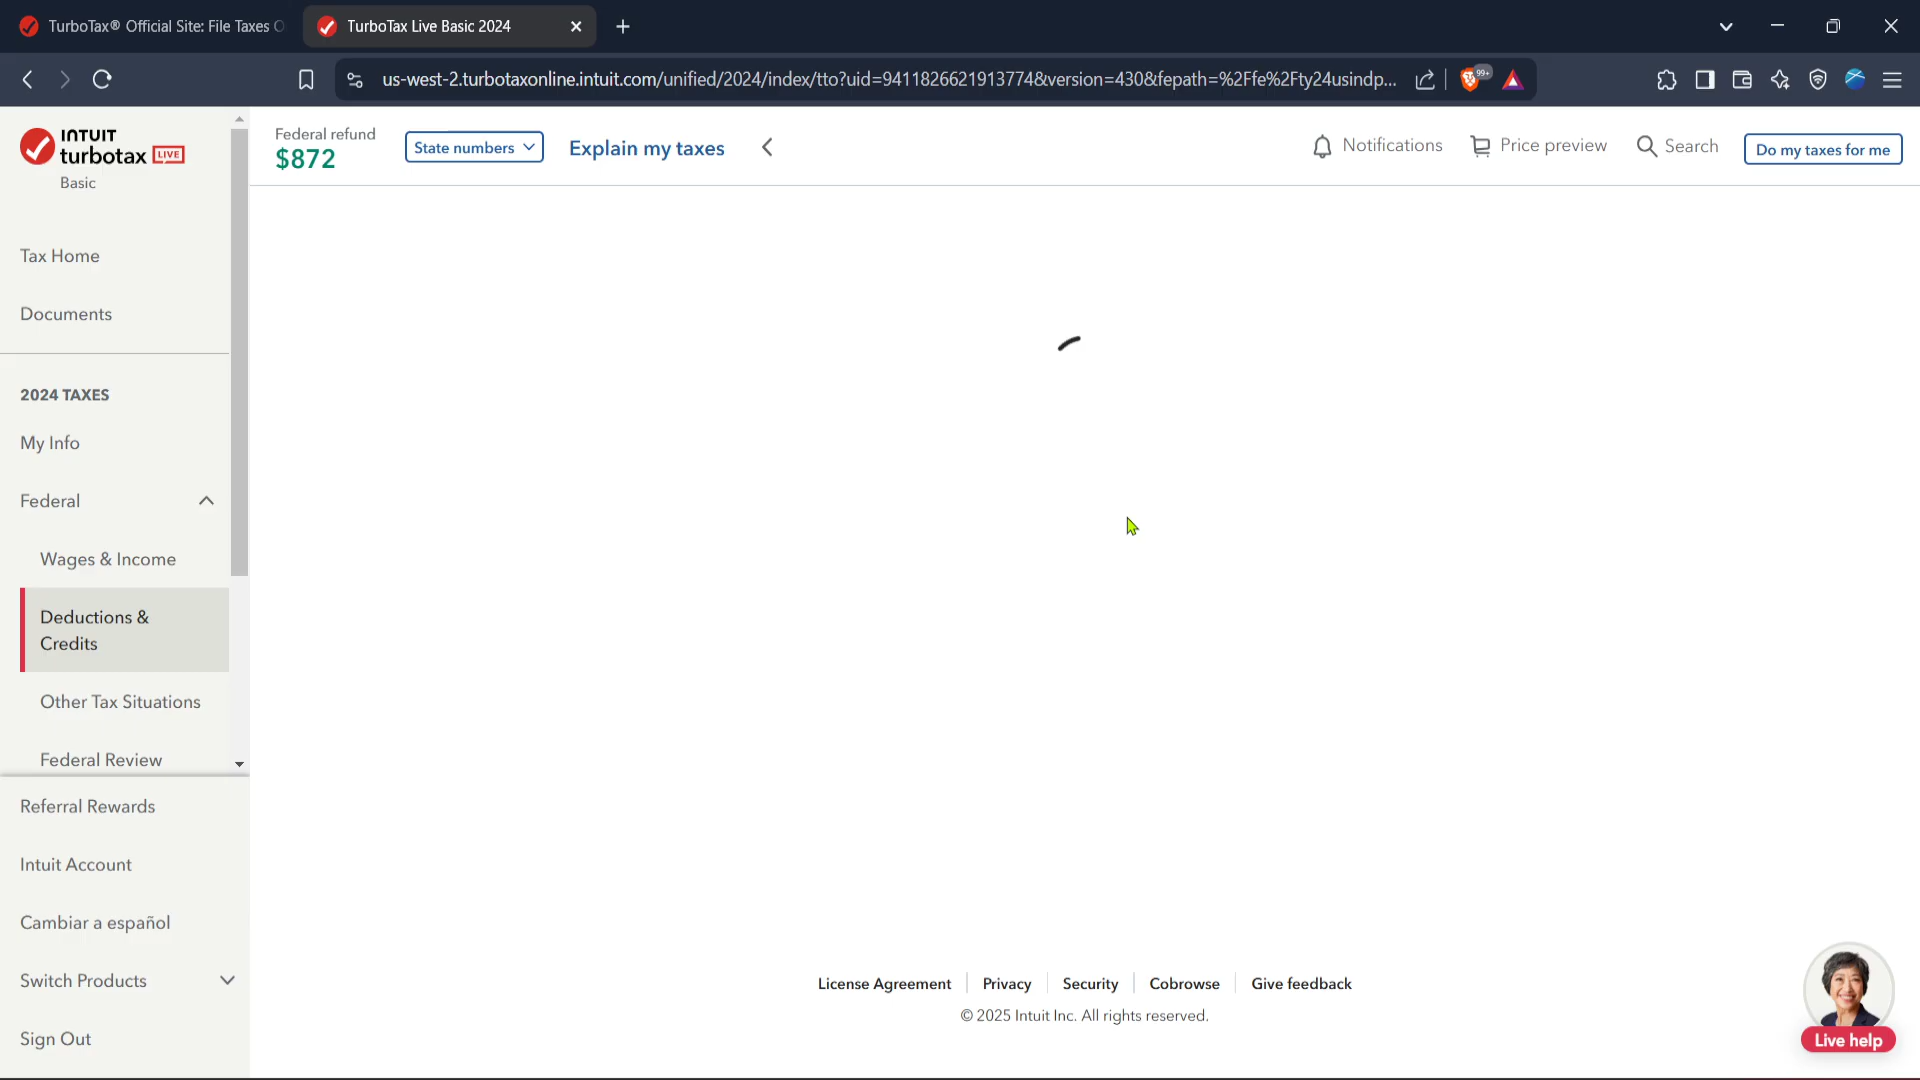 TurboTax® Official Site: File Taxes O
TurboTax Live Basic 2024
us-west-2.turbotaxonline.intuit.com/unified/2024/index/tto?uid=9411826621913774&version=430&fepath=%2Ffe%2Fty24usindp...
99+
INTUIT
turbotax LIVE
Basic
Federal refund
$872
State numbers
Explain my taxes
Notifications
Price preview
Search
Do my taxes for me
Tax Home
Documents
2024 TAXES
My Info
Federal
Wages & Income
Deductions &
Credits
Other Tax Situations
Federal Review
Referral Rewards
Intuit Account
Cambiar a español
Switch Products
Sign Out
License Agreement
Privacy
Security
Cobrowse
Give feedback
© 2025 Intuit Inc. All rights reserved.
Live help